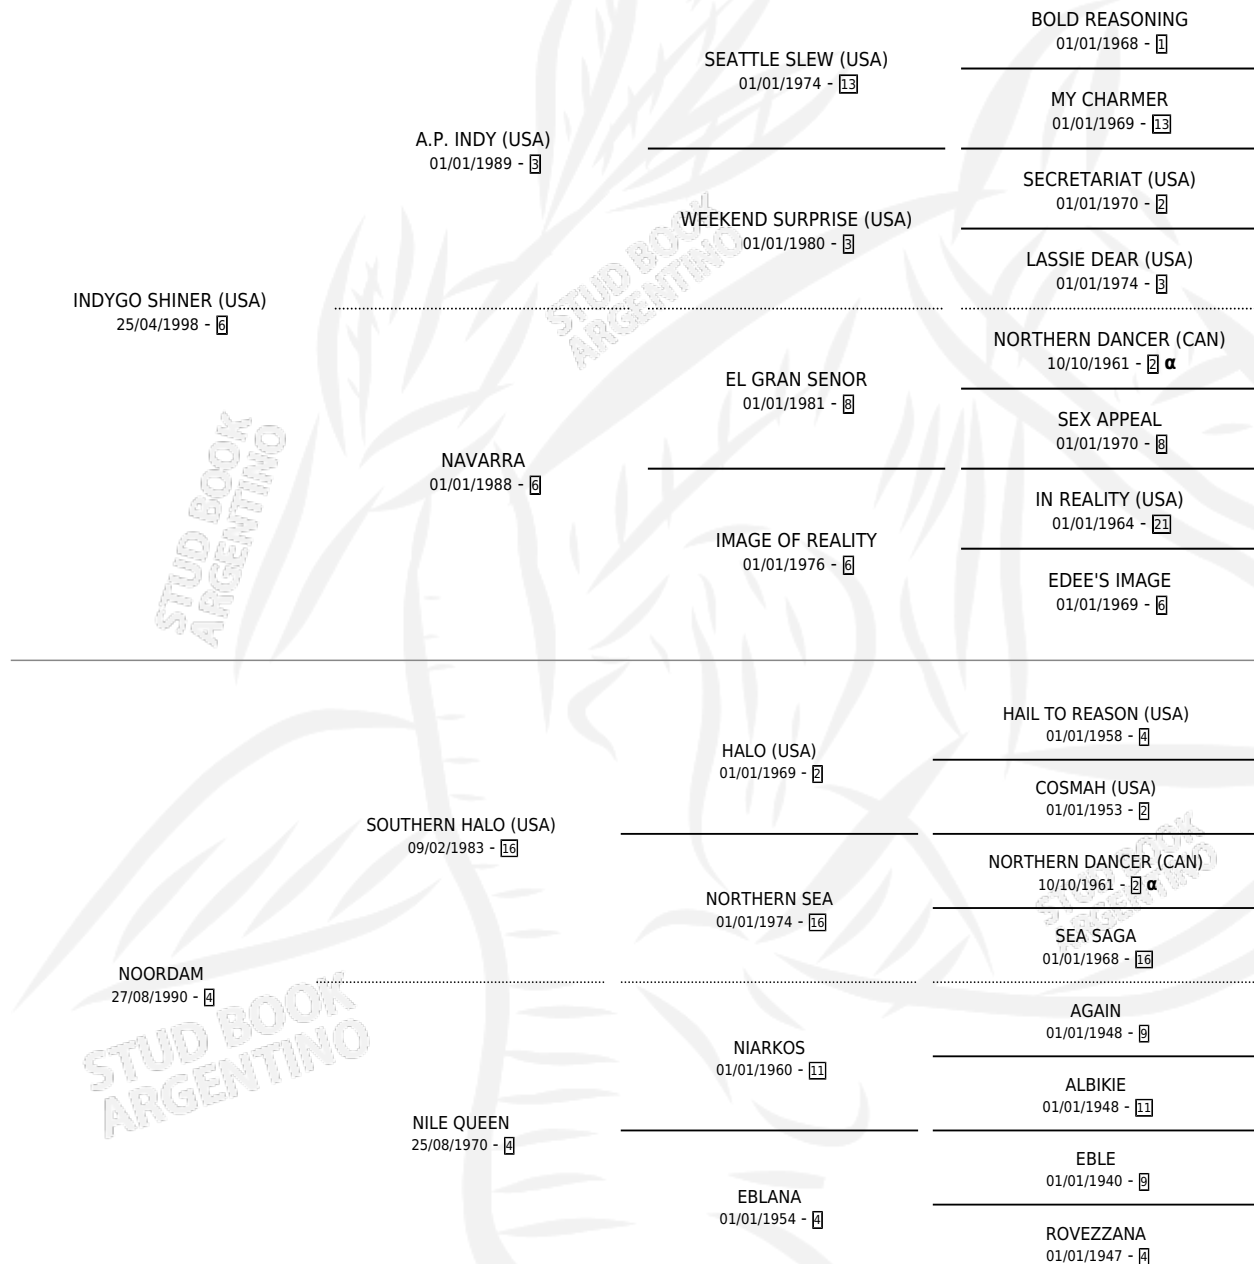 BOLD REASONING
01/01/1968 - 1
SEATTLE SLEW (USA)
01/01/1974 - 13
MY CHARMER
01/01/1969 - 13
A.P. INDY (USA)
01/01/1989 - 3
SECRETARIAT (USA)
01/01/1970 - 2
WEEKEND SURPRISE (USA)
01/01/1980 - 3
LASSIE DEAR (USA)
01/01/1974 - 3
INDYGO SHINER (USA)
25/04/1998 - 6
NORTHERN DANCER (CAN)
10/10/1961 - 2 α
EL GRAN SENOR
01/01/1981 - 8
SEX APPEAL
01/01/1970 - 8
NAVARRA
01/01/1988 - 6
IN REALITY (USA)
01/01/1964 - 21
IMAGE OF REALITY
01/01/1976 - 6
EDEE'S IMAGE
01/01/1969 - 6
HAIL TO REASON (USA)
01/01/1958 - 4
HALO (USA)
01/01/1969 - 2
COSMAH (USA)
01/01/1953 - 2
SOUTHERN HALO (USA)
09/02/1983 - 16
NORTHERN DANCER (CAN)
10/10/1961 - 2 α
NORTHERN SEA
01/01/1974 - 16
SEA SAGA
01/01/1968 - 16
NOORDAM
27/08/1990 - 4
AGAIN
01/01/1948 - 9
NIARKOS
01/01/1960 - 11
ALBIKIE
01/01/1948 - 11
NILE QUEEN
25/08/1970 - 4
EBLE
01/01/1940 - 9
EBLANA
01/01/1954 - 4
ROVEZZANA
01/01/1947 - 4
STUD BOOK
ARGENTINO
STUD BOOK
ARGENTINO
STUD BOOK
ARGENTINO
STUD BOOK
ARGENTINO